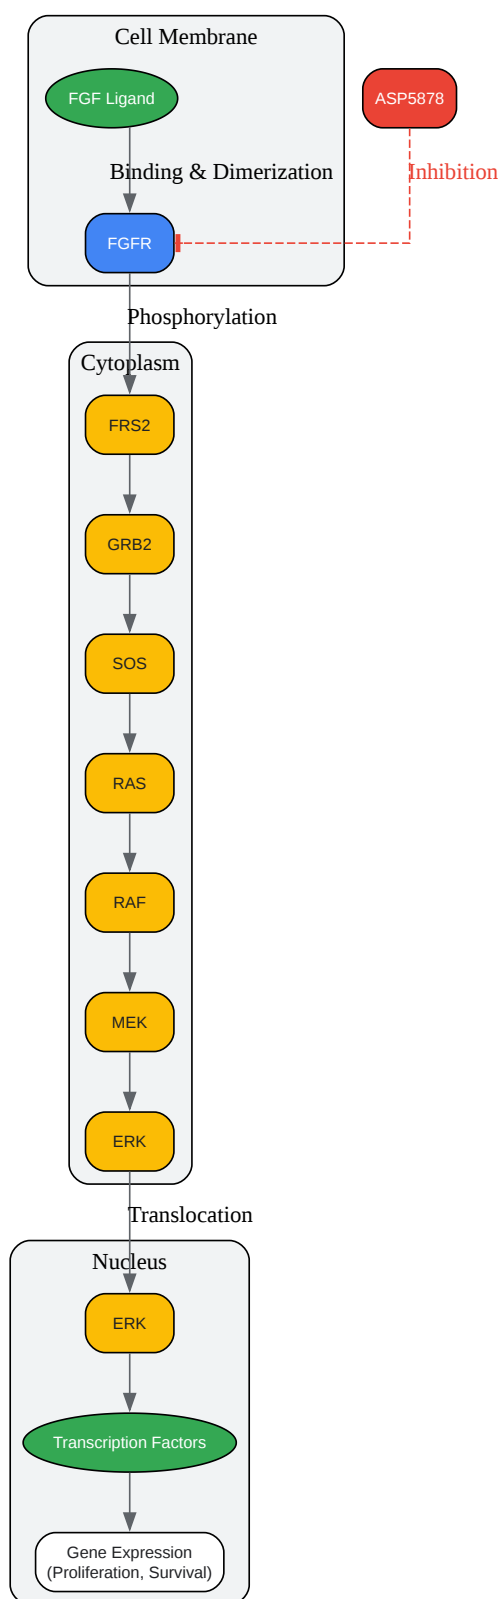 Cell Membrane
FGF Ligand
ASP5878
Binding & Dimerization
Inhibition
FGFR
Phosphorylation
Cytoplasm
FRS2
GRB2
SOS
RAS
RAF
MEK
ERK
Translocation
Nucleus
ERK
Transcription Factors
Gene Expression
(Proliferation, Survival)